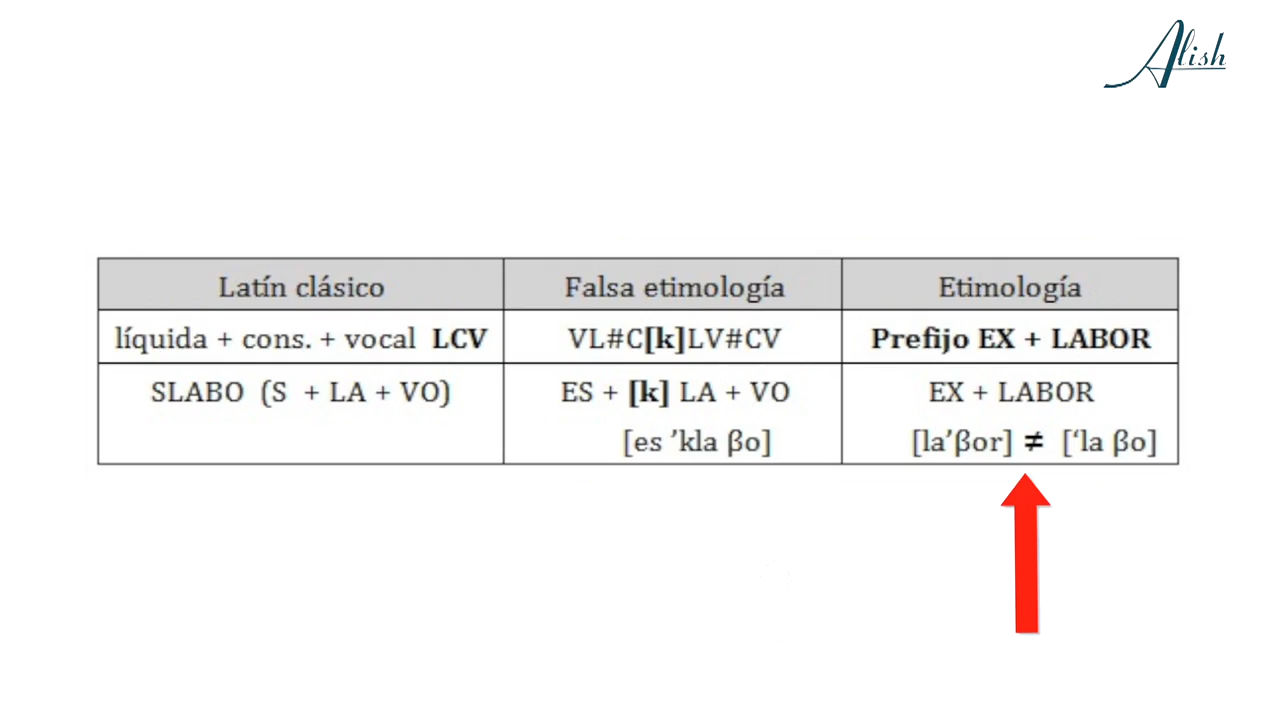 Alish
Latín clásico Falsa etimología Etimología
líquida + cons. + vocal LCV VL#C[k]LV#CV Prefijo EX + LABOR
SLABO (S + LA + VO) ES + [k] LA + VO EX + LABOR
[es ’kla βo] [la’βor] ≠ [‘la βo]